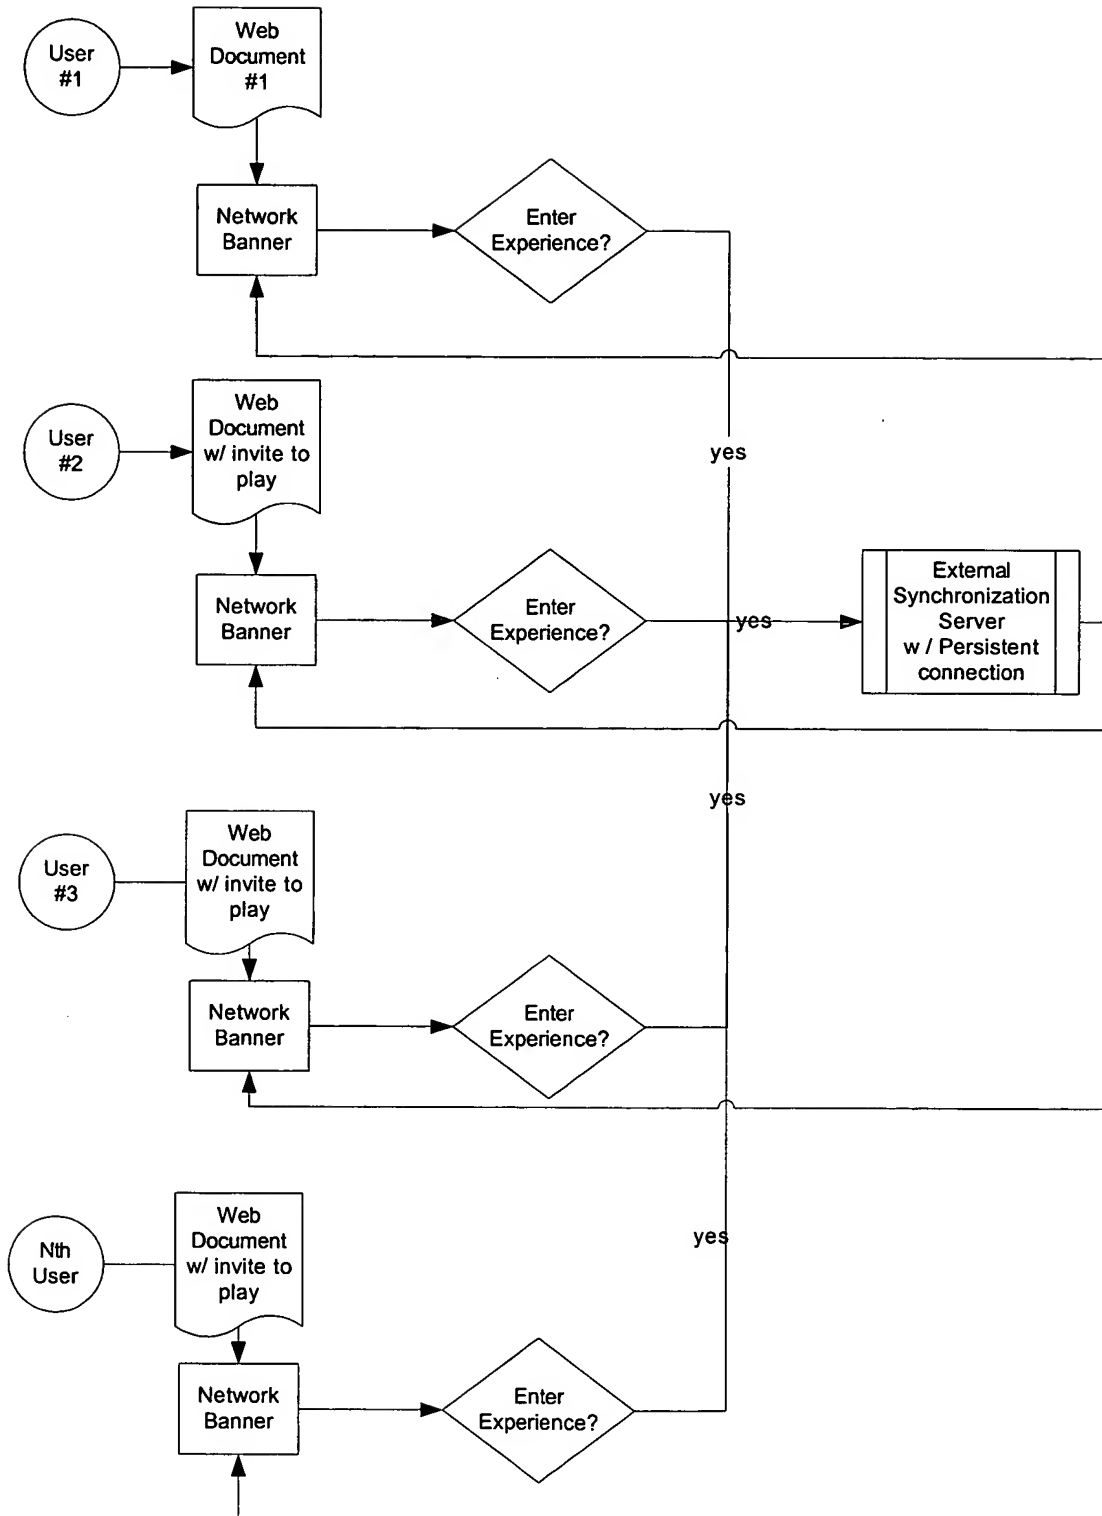 User
#1
Web
Document
#1
Network
Banner
Enter
Experience?
yes
User
#2
Web
Document
w/ invite to
play
Network
Banner
Enter
Experience?
yes
External
Synchronization
Server
w / Persistent
connection
yes
User
#3
Web
Document
w/ invite to
play
Network
Banner
Enter
Experience?
yes
Nth
User
Web
Document
w/ invite to
play
Network
Banner
Enter
Experience?